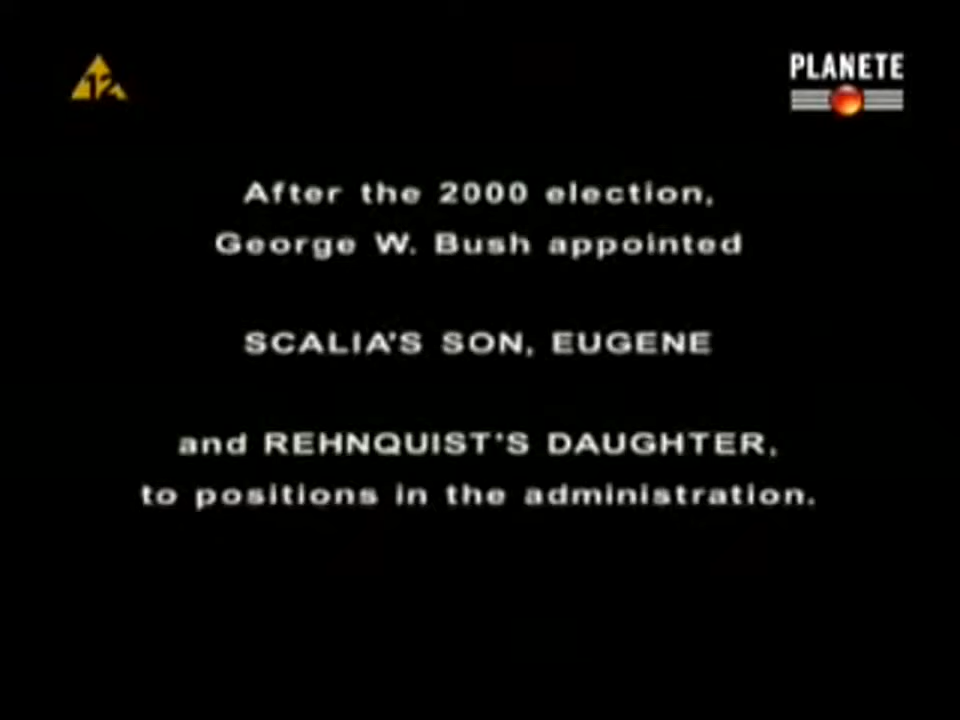 12
PLANETE
After the 2000 election,
George W. Bush appointed
SCALIA'S SON, EUGENE
and REHNQUIST'S DAUGHTER,
to positions in the administration.